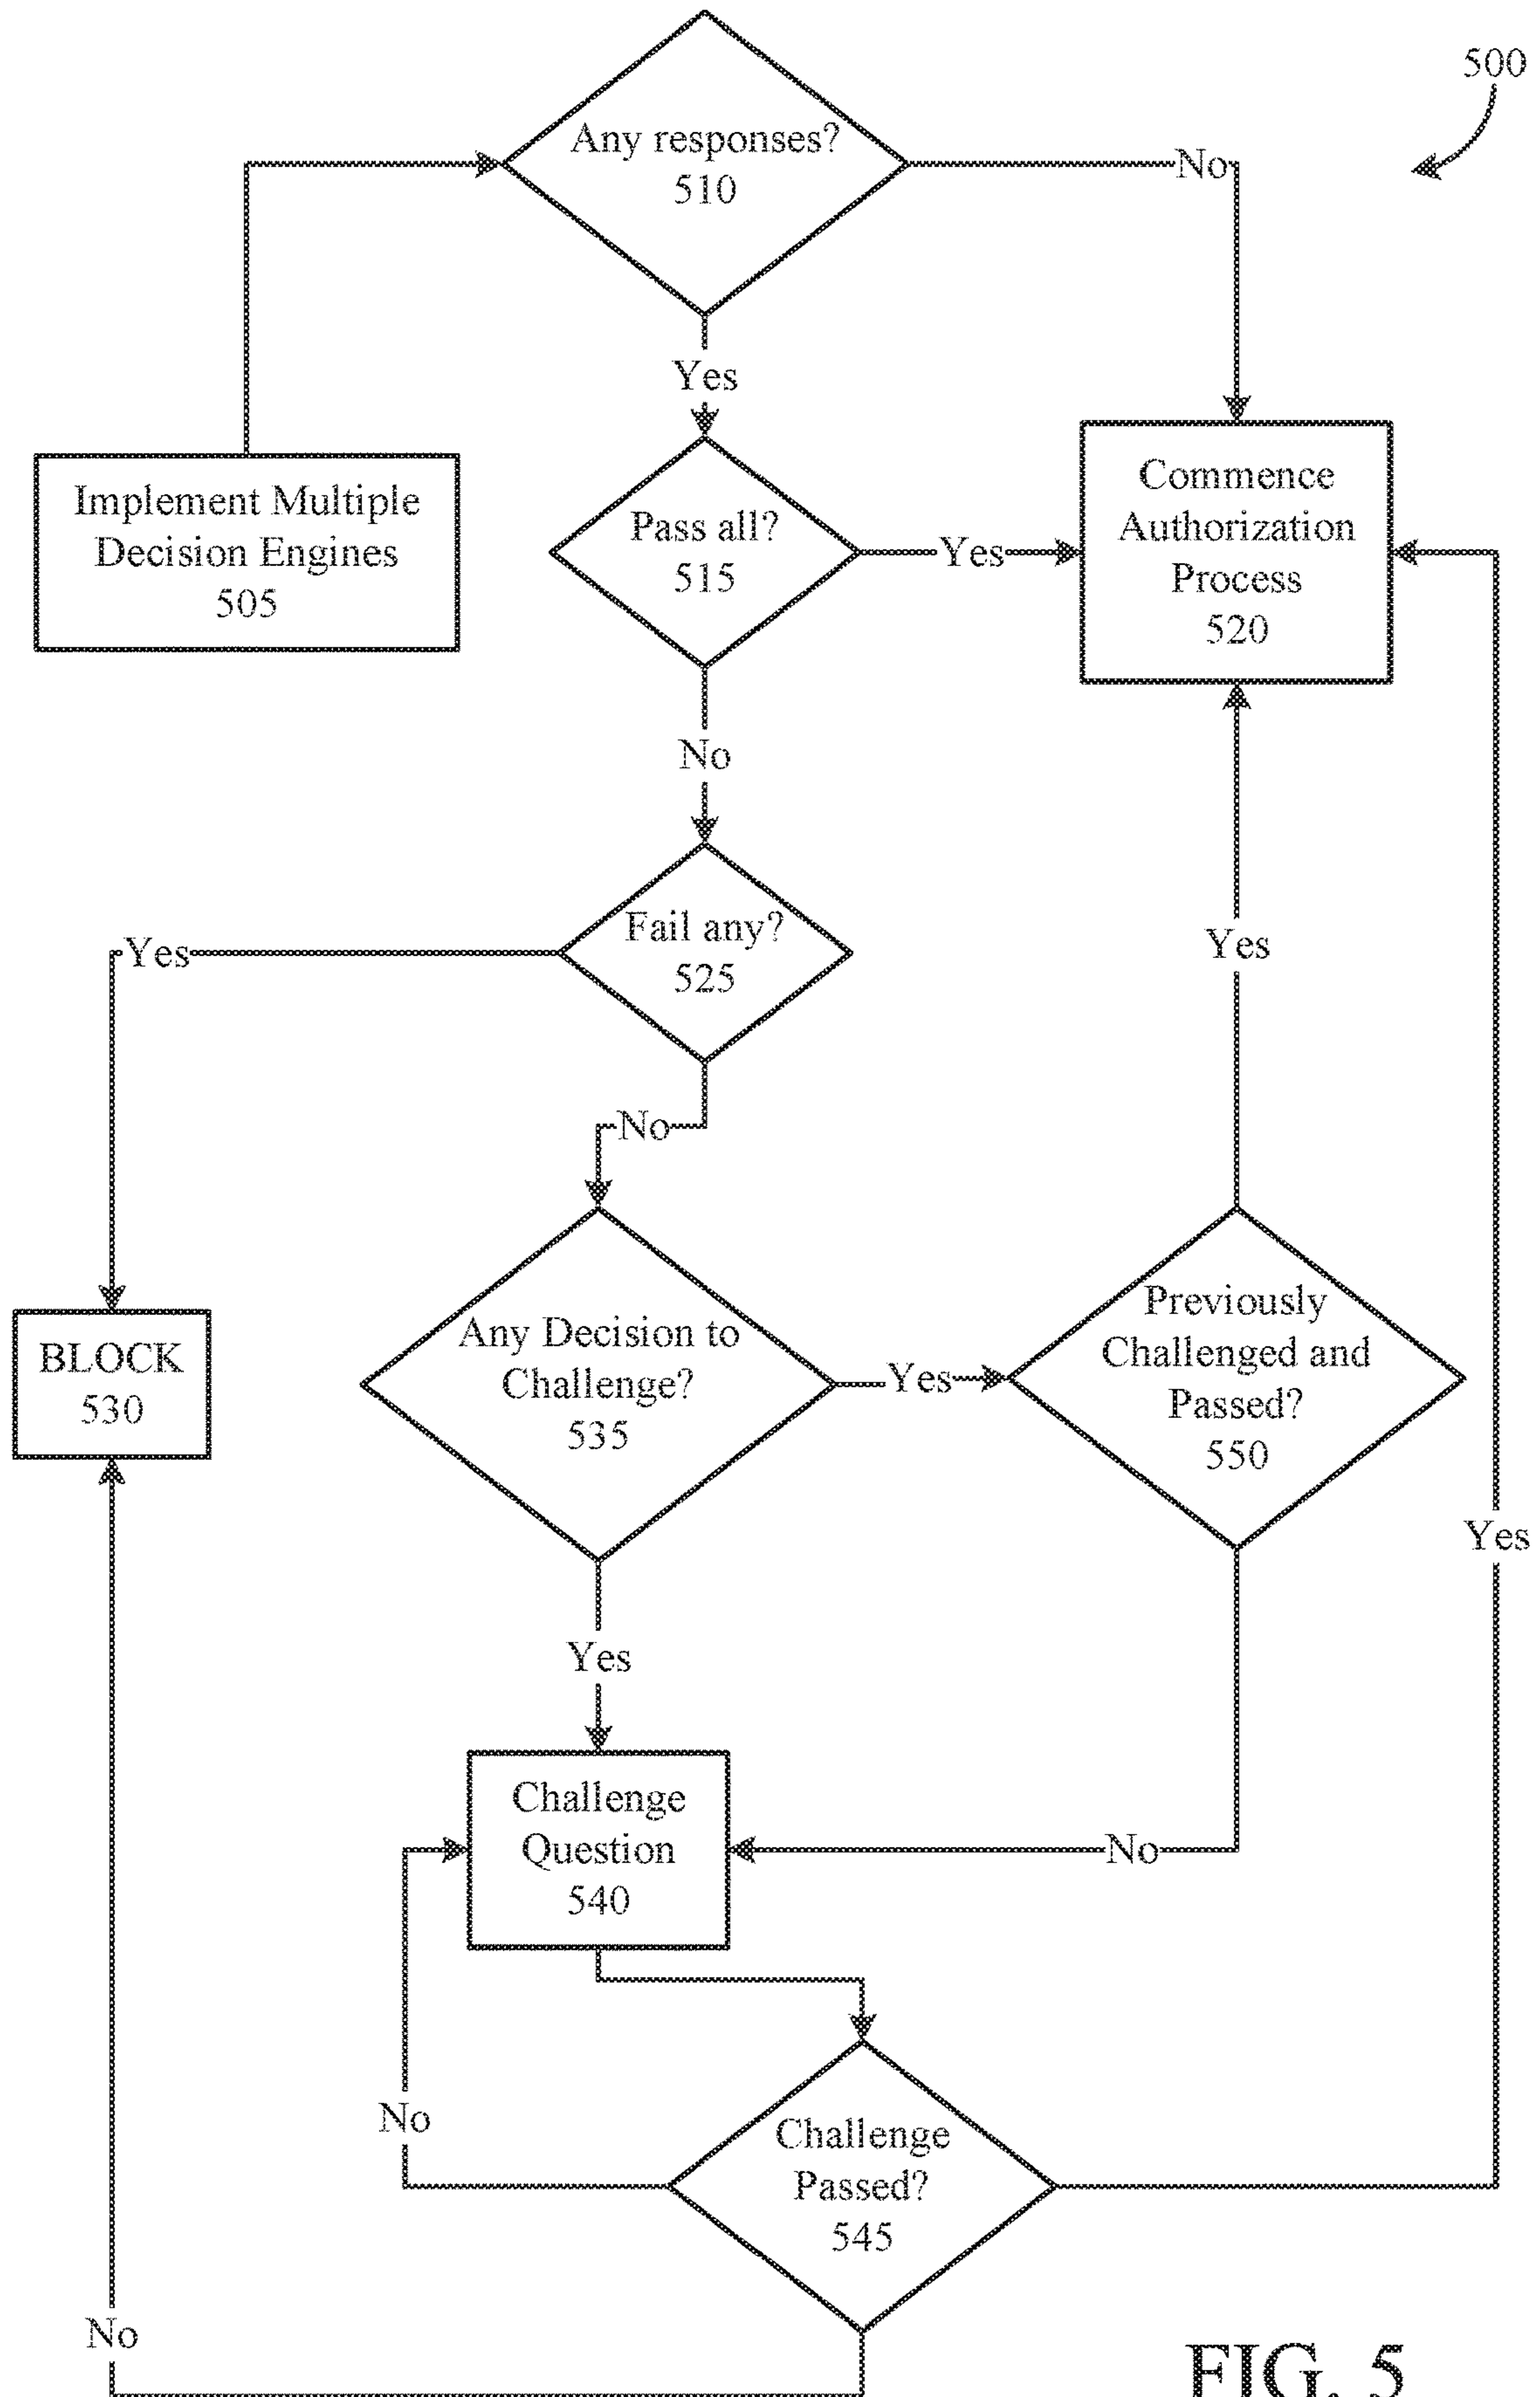 500
Any responses?
510
No
Yes
Implement Multiple
Decision Engines
505
Pass all?
515
Yes
Commence
Authorization
Process
520
No
Fail any?
525
Yes
Yes
No
BLOCK
530
Any Decision to
Challenge?
535
Yes
Previously
Challenged and
Passed?
550
Yes
Yes
Challenge
Question
540
No
No
Challenge
Passed?
545
No
FIG. 5